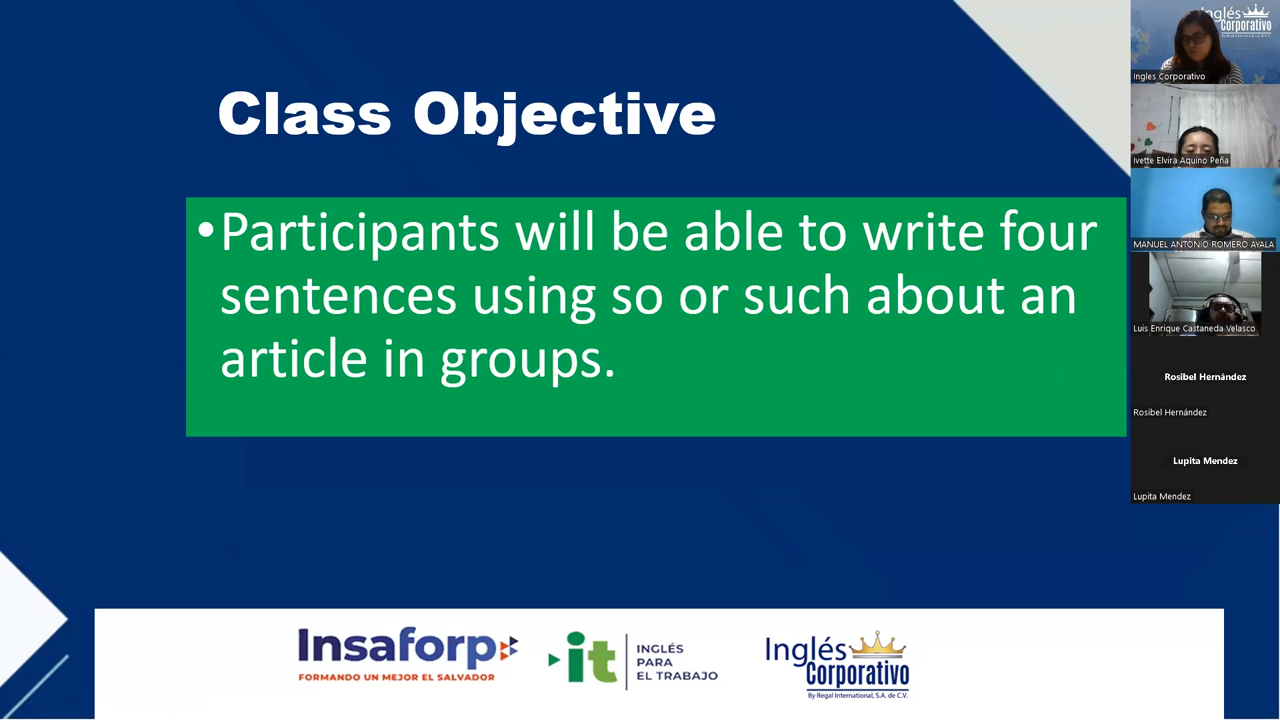 Class Objective
•Participants will be able to write four
sentences using so or such about an
article in groups.
Insaforp
FORMANDO UN MEJOR EL SALVADOR
it
INGLÉS
PARA
EL TRABAJO
Inglés
Corporativo
By Regal International, S.A. de C.V.
Inglés
Corporativo
Ingles Corporativo
Ivette Elvira Aquino Peña
MANUEL ANTONIO ROMERO AYALA
Luis Enrique Castaneda Velasco
Rosibel Hernández
Rosibel Hernández
Lupita Mendez
Lupita Mendez